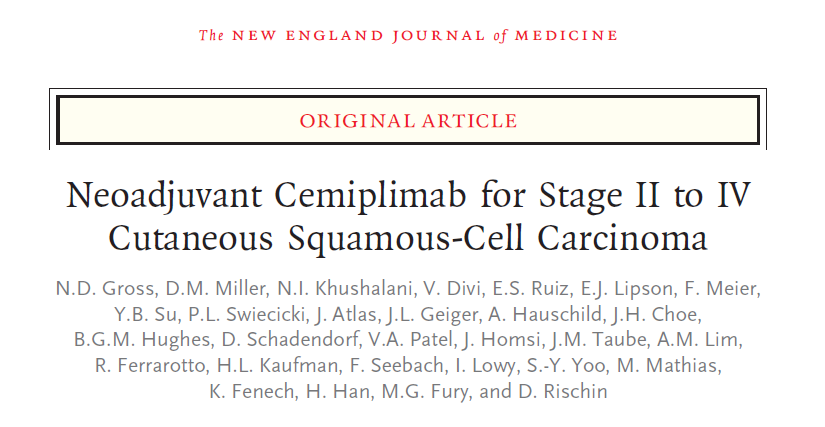 The NEW ENGLAND JOURNAL of MEDICINE
ORIGINAL ARTICLE
Neoadjuvant Cemiplimab for Stage II to IV
Cutaneous Squamous-Cell Carcinoma
N.D. Gross, D.M. Miller, N.I. Khushalani, V. Divi, E.S. Ruiz, E.J. Lipson, F. Meier,
Y.B. Su, P.L. Swiecicki, J. Atlas, J.L. Geiger, A. Hauschild, J.H. Choe,
B.G.M. Hughes, D. Schadendorf, V.A. Patel, J. Homsi, J.M. Taube, A.M. Lim,
R. Ferrarotto, H.L. Kaufman, F. Seebach, I. Lowy, S.-Y. Yoo, M. Mathias,
K. Fenech, H. Han, M.G. Fury, and D. Rischin